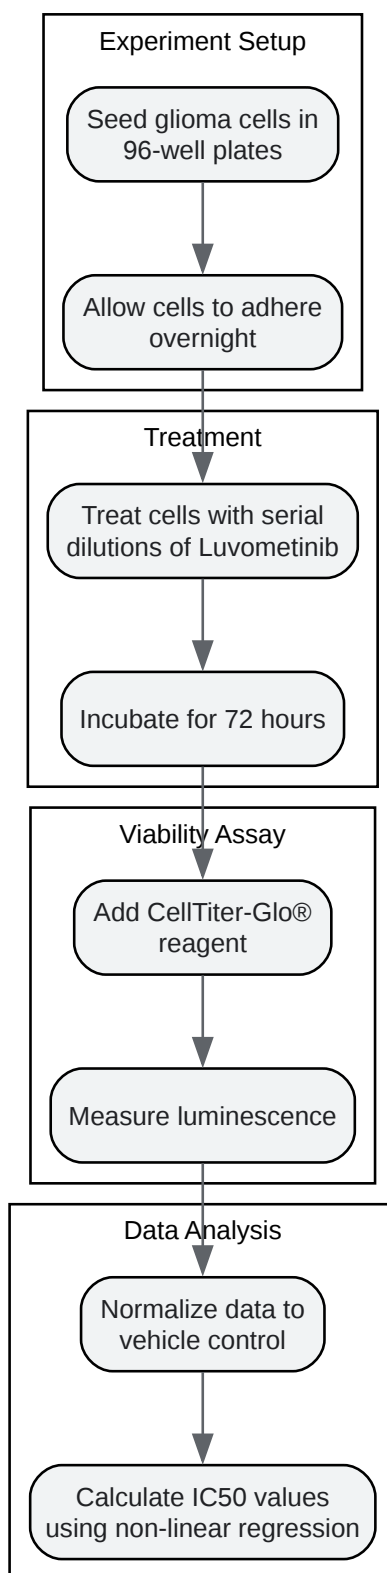 Experiment Setup
Seed glioma cells in
96-well plates
Allow cells to adhere
overnight
Treatment
Treat cells with serial
dilutions of Luvometinib
Incubate for 72 hours
Viability Assay
Add CellTiter-Glo®
reagent
Measure luminescence
Data Analysis
Normalize data to
vehicle control
Calculate IC50 values
using non-linear regression